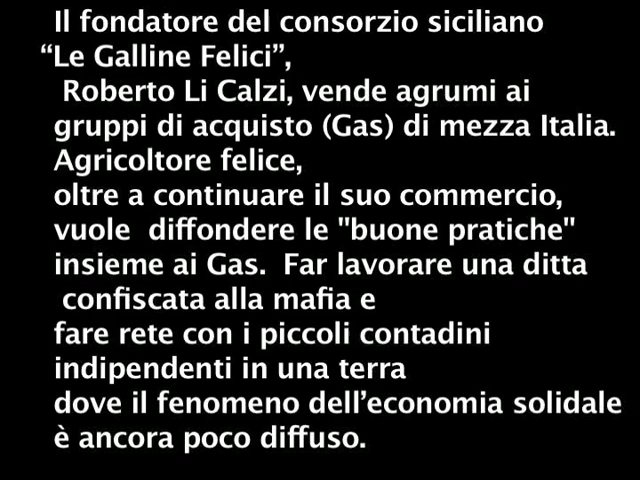 Il fondatore del consorzio siciliano
“Le Galline Felici”,
Roberto Li Calzi, vende agrumi ai
gruppi di acquisto (Gas) di mezza Italia.
Agricoltore felice,
oltre a continuare il suo commercio,
vuole  diffondere le "buone pratiche"
insieme ai Gas.  Far lavorare una ditta
confiscata alla mafia e
fare rete con i piccoli contadini
indipendenti in una terra
dove il fenomeno dell’economia solidale
è ancora poco diffuso.